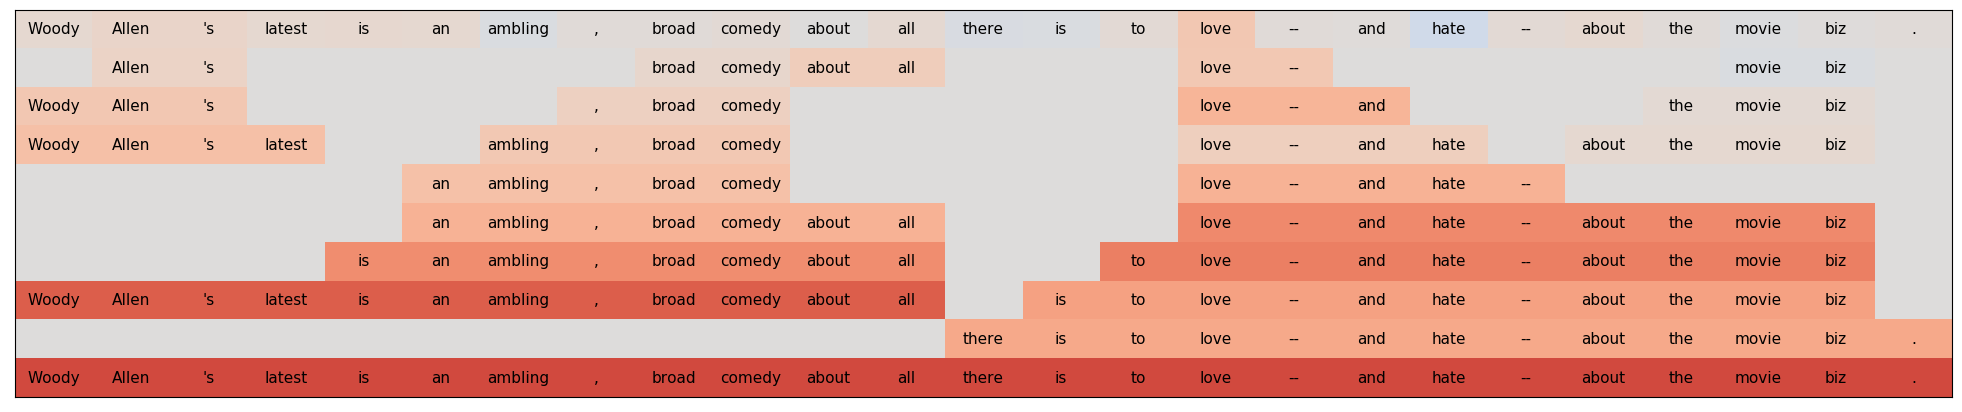 Woody Allen 's latest is an ambling , broad comedy about all there is to love -- and hate -- about the movie biz .
Allen 's broad comedy about all love -- movie biz
Woody Allen 's , broad comedy love -- and the movie biz
Woody Allen 's latest ambling , broad comedy love -- and hate about the movie biz
an ambling , broad comedy love -- and hate --
an ambling , broad comedy about all love -- and hate -- about the movie biz
is an ambling , broad comedy about all to love -- and hate -- about the movie biz
Woody Allen 's latest is an ambling , broad comedy about all is to love -- and hate -- about the movie biz
there is to love -- and hate -- about the movie biz .
Woody Allen 's latest is an ambling , broad comedy about all there is to love -- and hate -- about the movie biz .